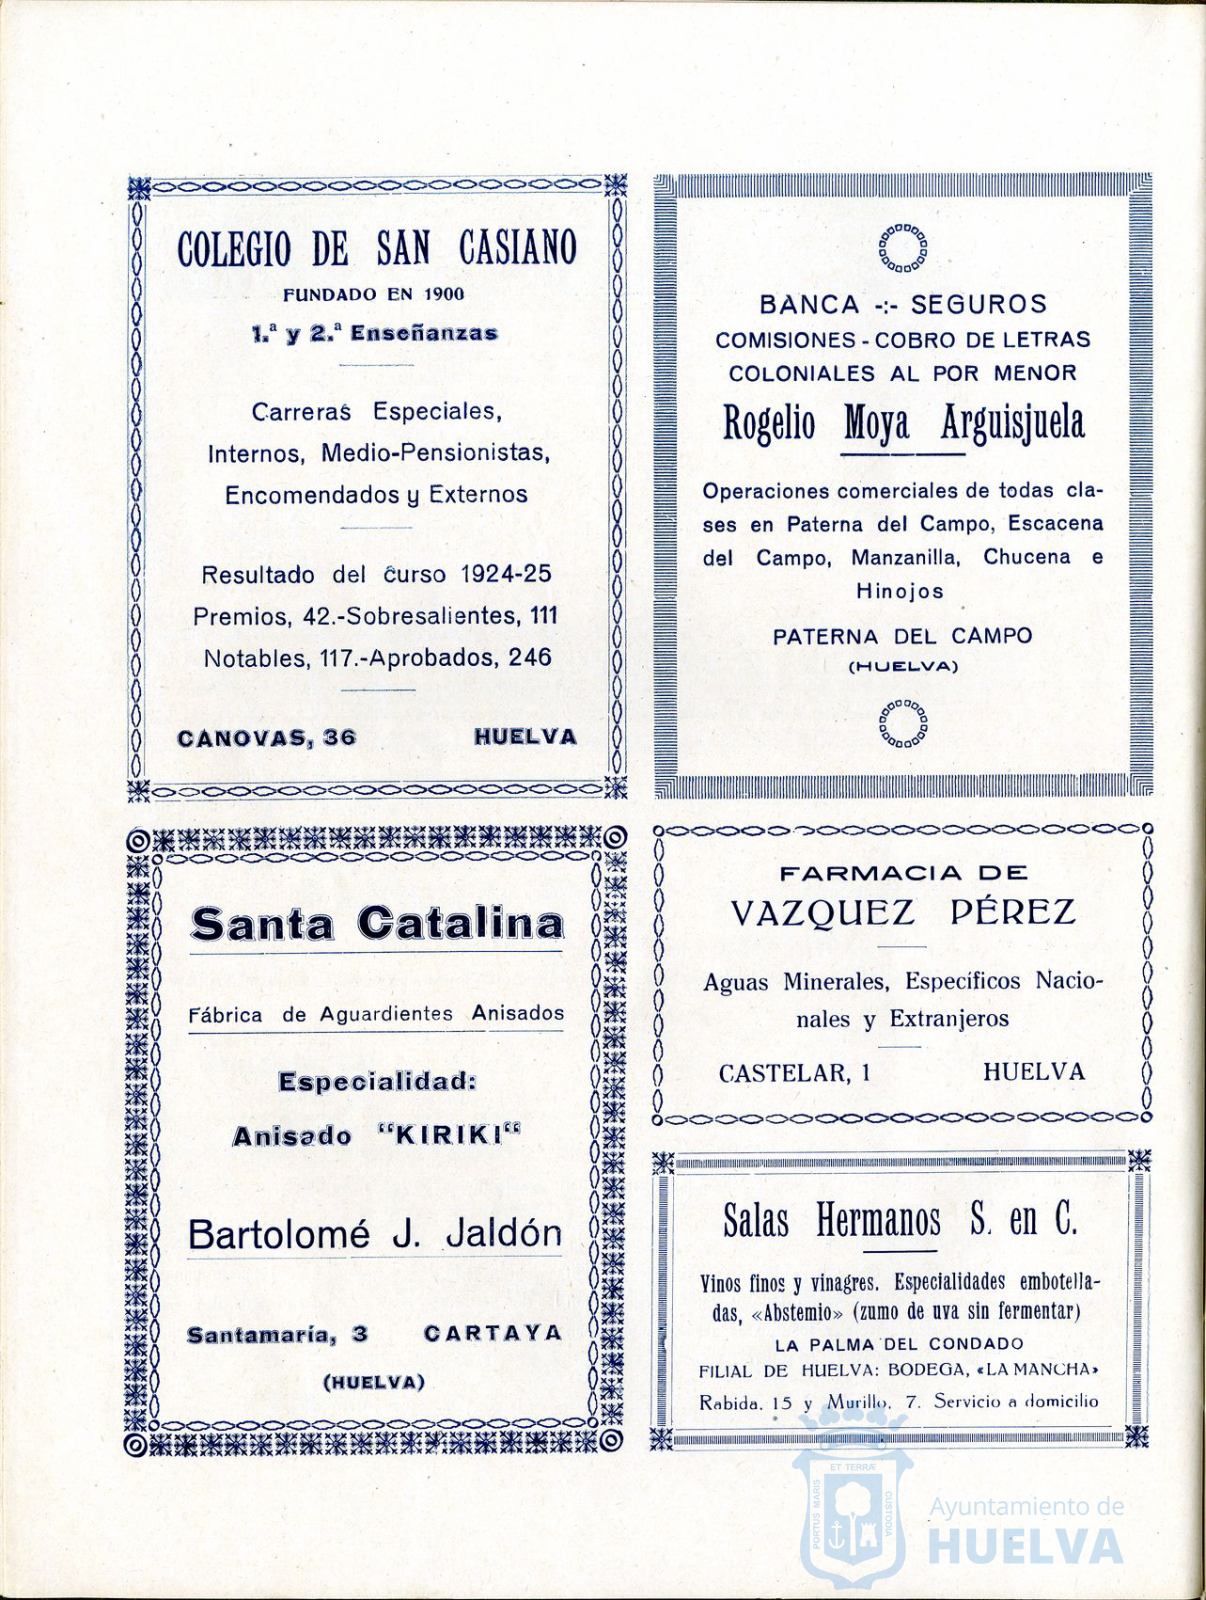 COLEGIO DE SAN CASIANO
FUNDADO EN 1900
1.ª y 2.ª Enseñanzas
Carreras Especiales,
Internos, Medio-Pensionistas,
Encomendados y Externos
Resultado del curso 1924-25
Premios, 42.-Sobresalientes, 111
Notables, 117.-Aprobados, 246
CANOVAS, 36 HUELVA
BANCA -:- SEGUROS
COMISIONES - COBRO DE LETRAS
COLONIALES AL POR MENOR
Rogelio Moya Arguisjuela
Operaciones comerciales de todas cla-
ses en Paterna del Campo, Escacena
del Campo, Manzanilla, Chucena e
Hinojos
PATERNA DEL CAMPO
(HUELVA)
Santa Catalina
Fábrica de Aguardientes Anisados
Especialidad:
Anisado "KIRIKI"
Bartolomé J. Jaldón
Santamaría, 3 CARTAYA
(HUELVA)
FARMACIA DE
VAZQUEZ PÉREZ
Aguas Minerales, Específicos Nacio-
nales y Extranjeros
CASTELAR, 1 HUELVA
Salas Hermanos S. en C.
Vinos finos y vinagres. Especialidades embotella-
das, «Abstemio» (zumo de uva sin fermentar)
LA PALMA DEL CONDADO
FILIAL DE HUELVA: BODEGA, «LA MANCHA»
Rabida. 15 y Murillo. 7. Servicio a domicilio
PORTUS MARIS
ET TERRÆ
CUSTODIA
Ayuntamiento de
HUELVA